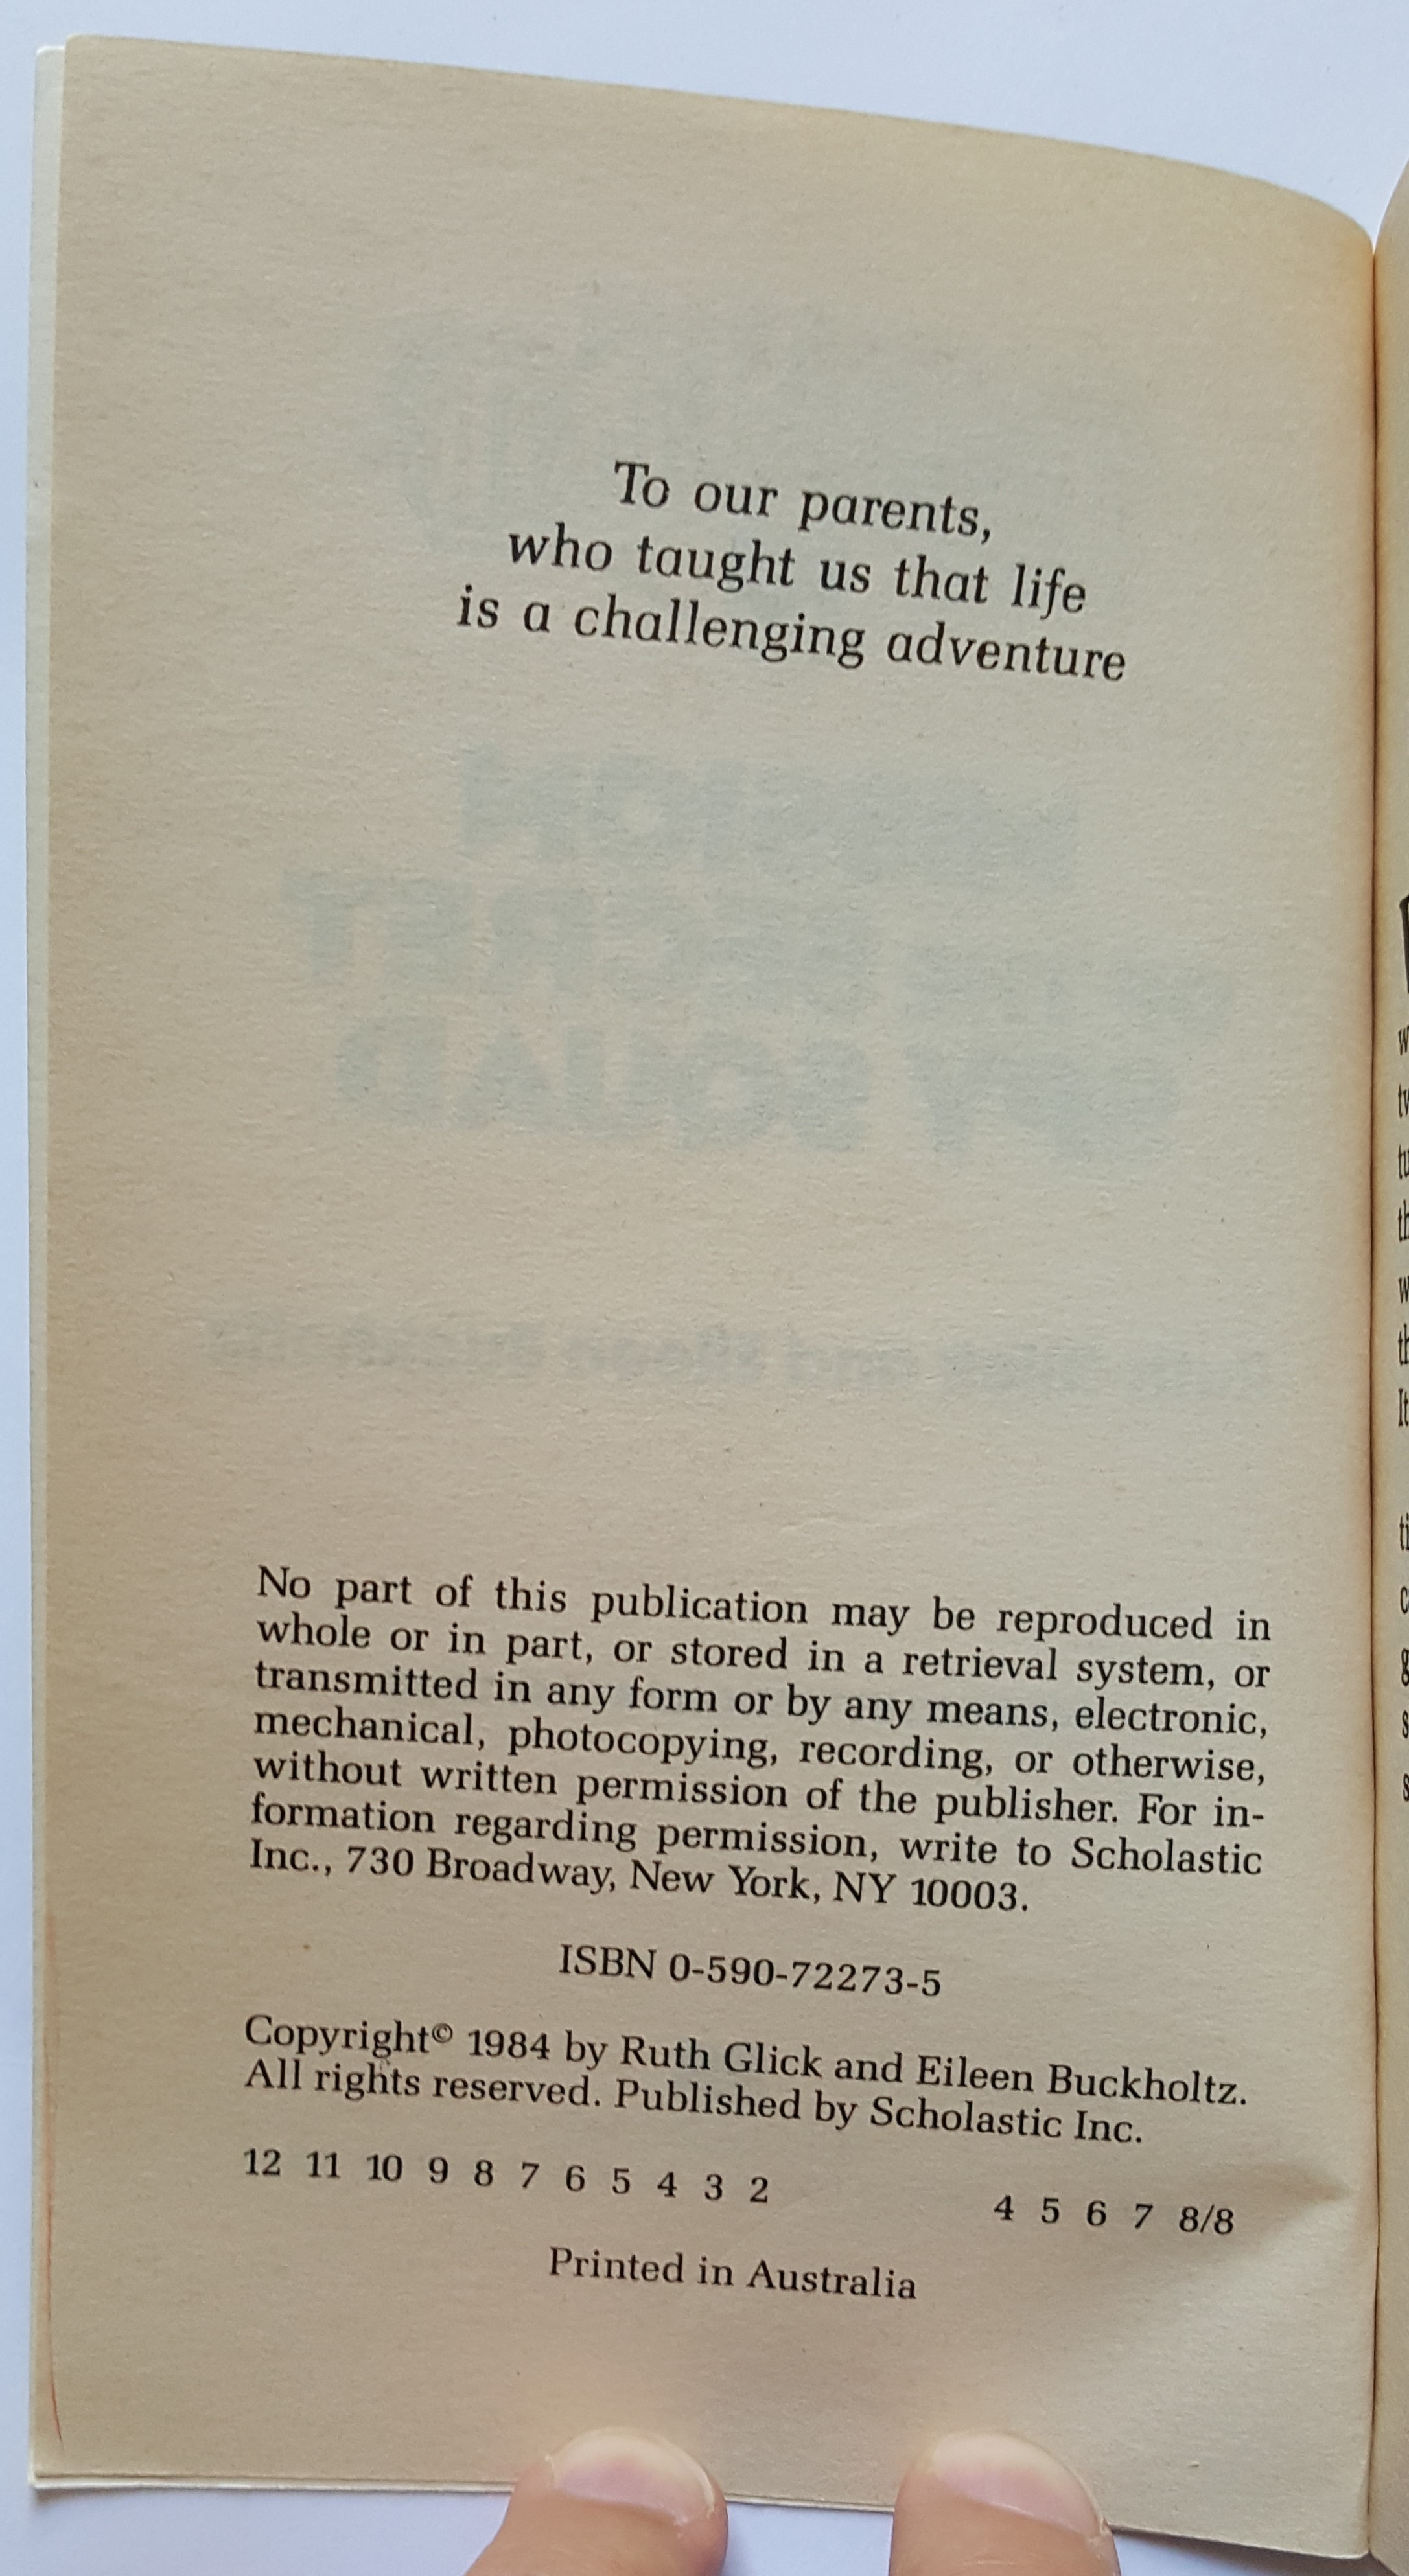 To our parents,
who taught us that life
is a challenging adventure
No part of this publication may be reproduced in
whole or in part, or stored in a retrieval system, or
transmitted in any form or by any means, electronic,
mechanical, photocopying, recording, or otherwise,
without written permission of the publisher. For in-
formation regarding permission, write to Scholastic
Inc., 730 Broadway, New York, NY 10003.
ISBN 0-590-72273-5
Copyright© 1984 by Ruth Glick and Eileen Buckholtz.
All rights reserved. Published by Scholastic Inc.
12 11 10 9 8 7 6 5 4 3 2 4 5 6 7 8/8
Printed in Australia